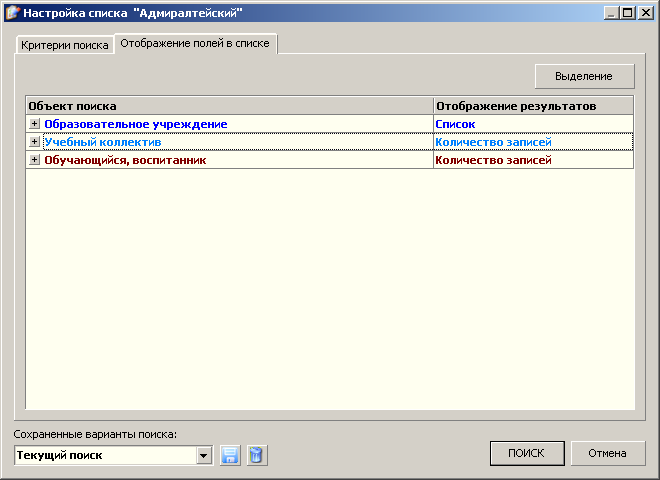 Настройка списка "Адмиралтейский"
Критерии поиска
Отображение полей в списке
Выделение
Объект поиска Отображение результатов
Образовательное учреждение Список
Учебный коллектив Количество записей
Обучающийся, воспитанник Количество записей
Сохраненные варианты поиска:
Текущий поиск
ПОИСК
Отмена